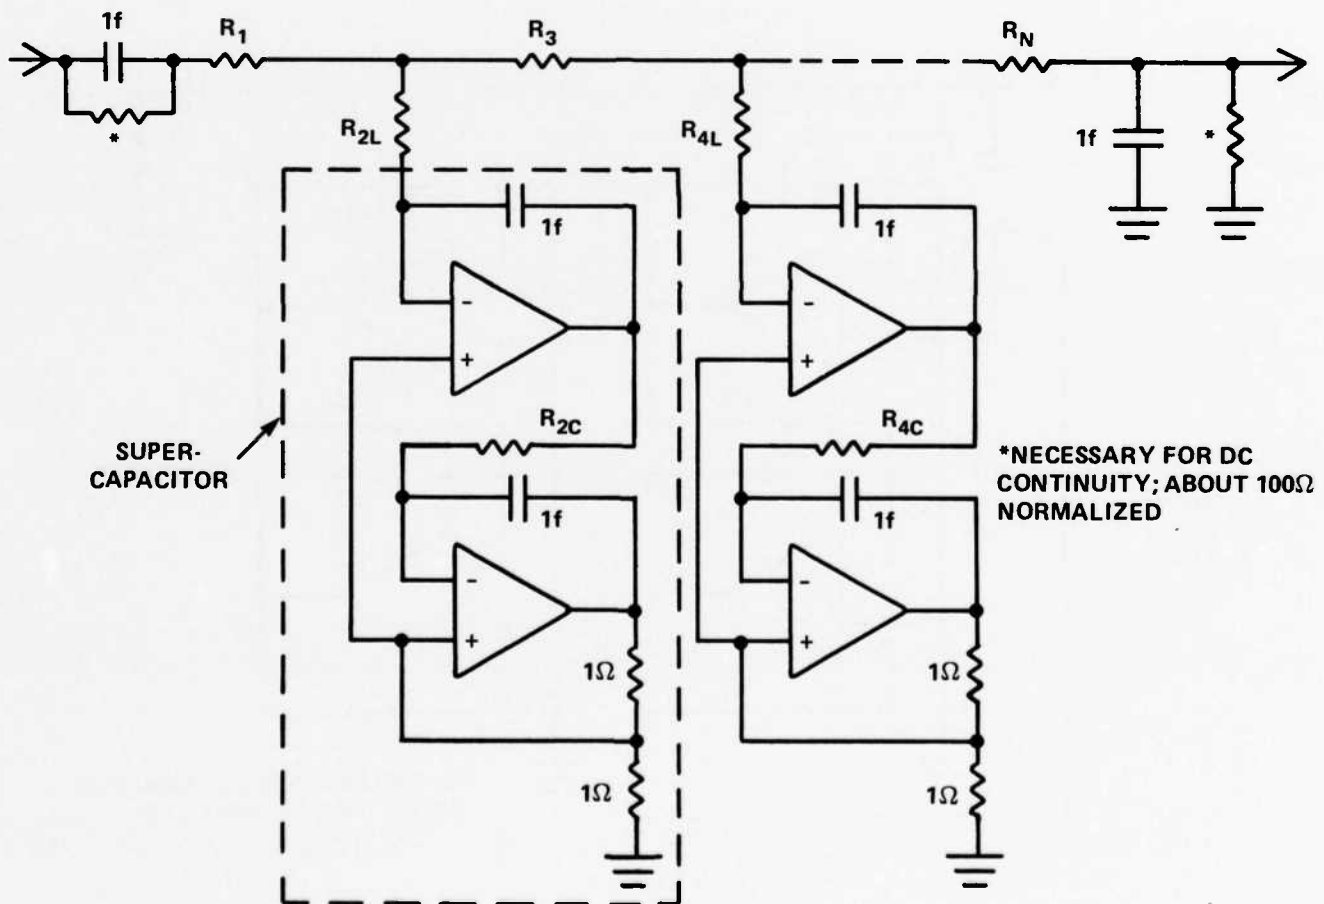 1f
R1
R3
RN
*
R2L
R4L
1f
*
1f
1f
-
-
+
+
R2C
R4C
SUPER-
CAPACITOR
*NECESSARY FOR DC
CONTINUITY; ABOUT 100Ω
NORMALIZED
1f
1f
-
-
+
+
1Ω
1Ω
1Ω
1Ω